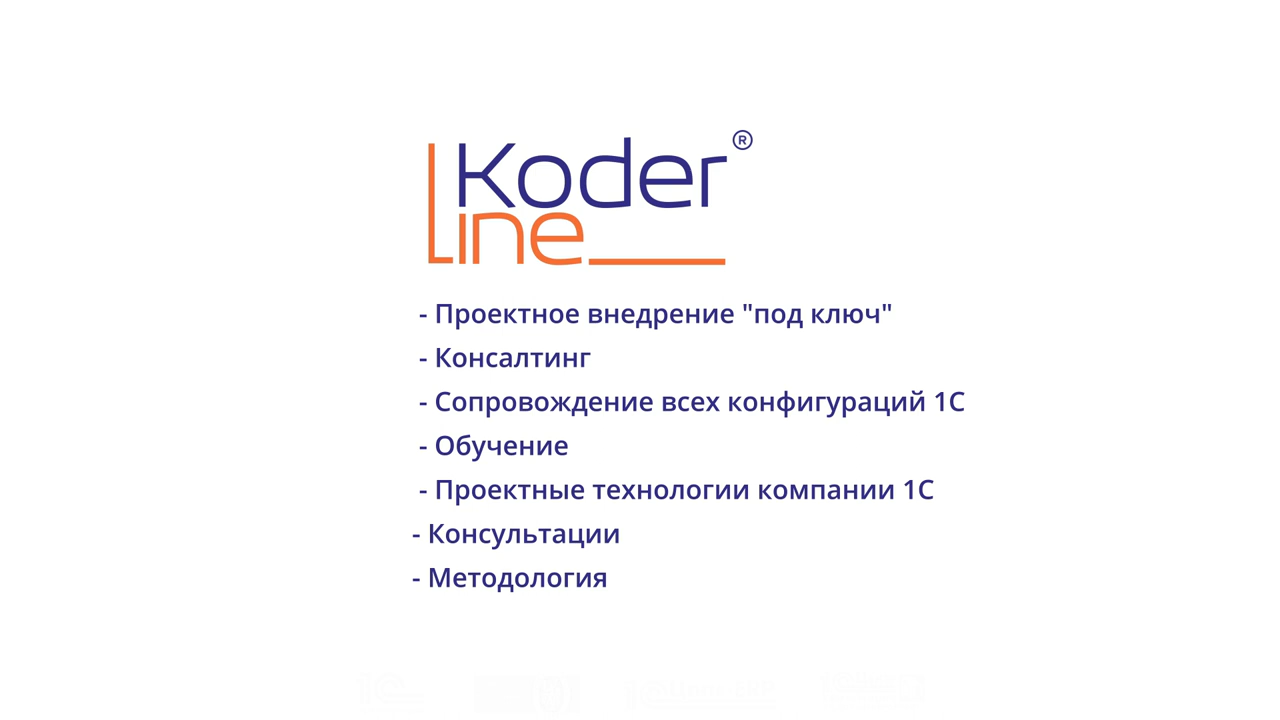 Koder ®
Line
- Проектное внедрение "под ключ"
- Консалтинг
- Сопровождение всех конфигураций 1С
- Обучение
- Проектные технологии компании 1С
- Консультации
- Методология